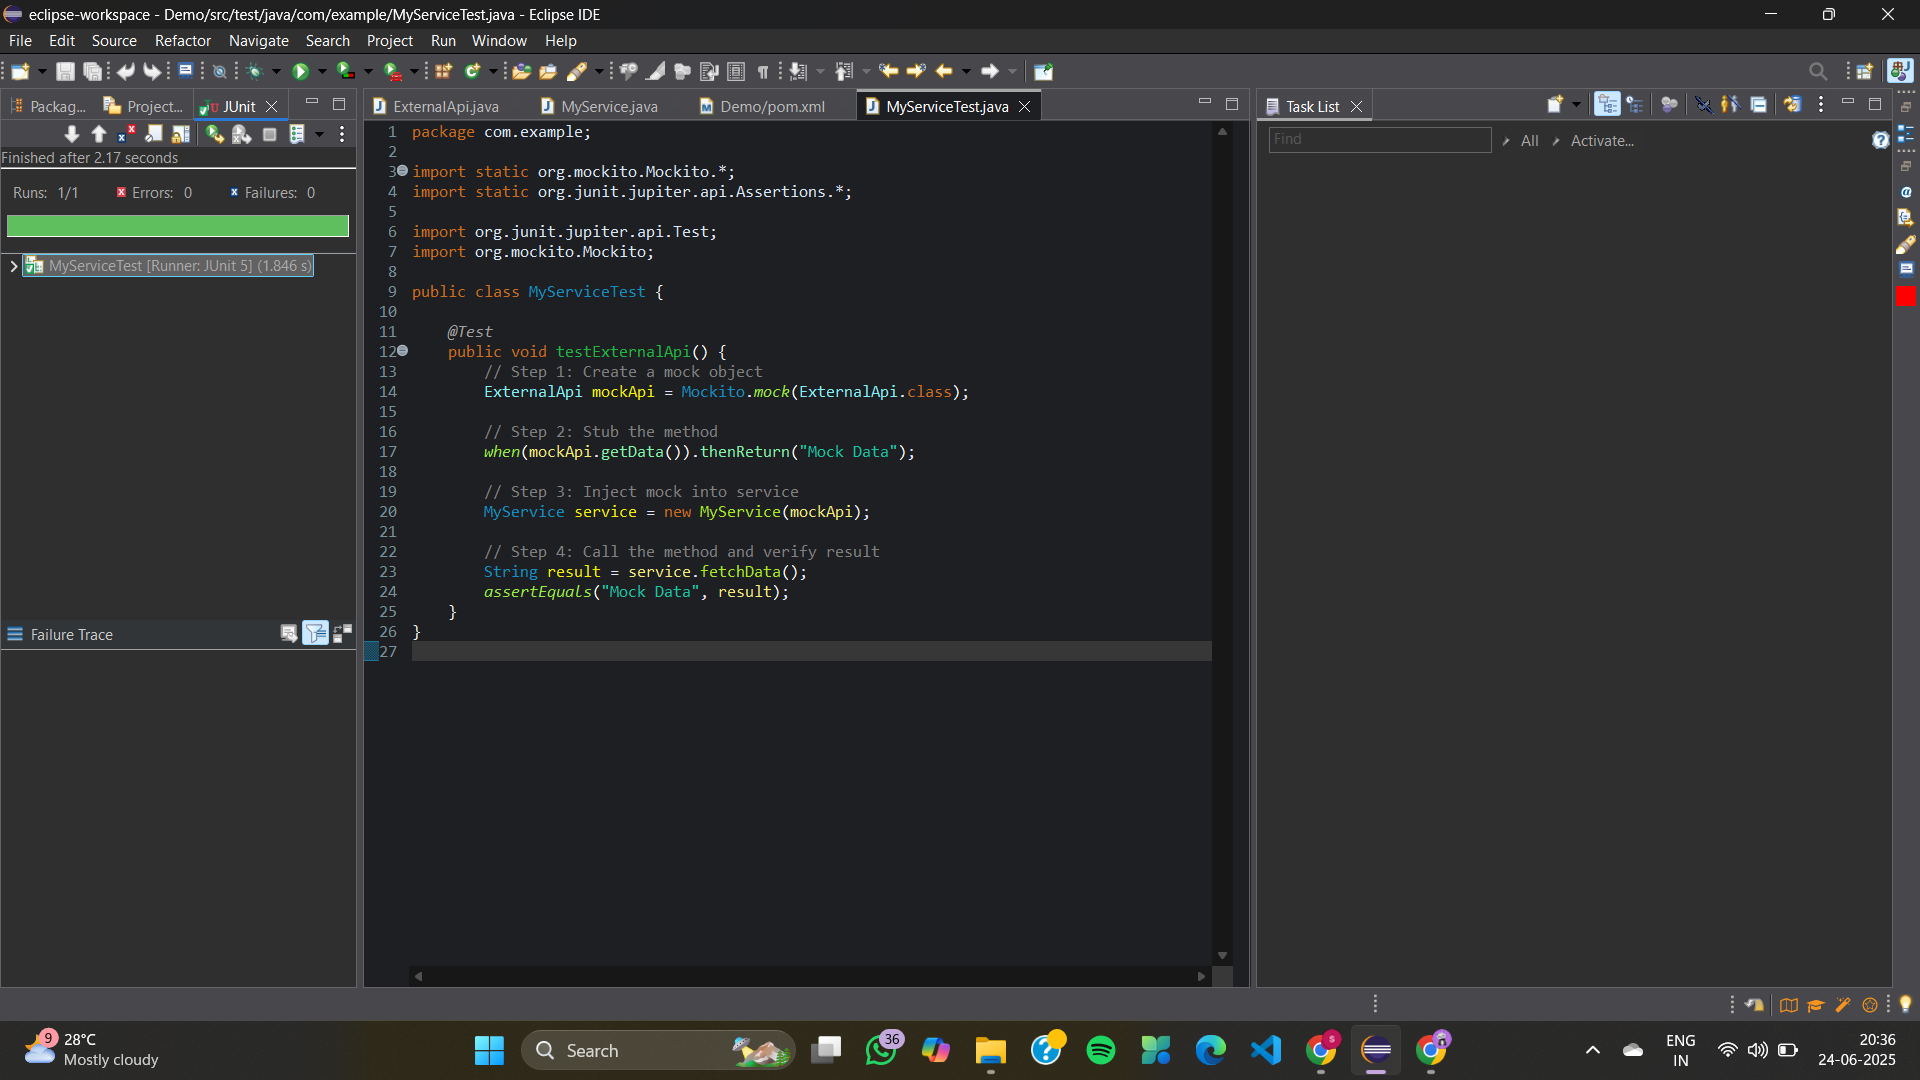 eclipse-workspace - Demo/src/test/java/com/example/MyServiceTest.java - Eclipse IDE
File Edit Source Refactor Navigate Search Project Run Window Help
Packag... Project... JUnit
ExternalApi.java MyService.java Demo/pom.xml MyServiceTest.java
Task List
Find All Activate...
Finished after 2.17 seconds
Runs: 1/1 Errors: 0 Failures: 0
MyServiceTest [Runner: JUnit 5] (1.846 s)
Failure Trace
1 package com.example;
2
3 import static org.mockito.Mockito.*;
4 import static org.junit.jupiter.api.Assertions.*;
5
6 import org.junit.jupiter.api.Test;
7 import org.mockito.Mockito;
8
9 public class MyServiceTest {
10
11 @Test
12 public void testExternalApi() {
13 // Step 1: Create a mock object
14 ExternalApi mockApi = Mockito.mock(ExternalApi.class);
15
16 // Step 2: Stub the method
17 when(mockApi.getData()).thenReturn("Mock Data");
18
19 // Step 3: Inject mock into service
20 MyService service = new MyService(mockApi);
21
22 // Step 4: Call the method and verify result
23 String result = service.fetchData();
24 assertEquals("Mock Data", result);
25 }
26 }
27
9 28°C
Mostly cloudy
Search
36
ENG
IN
20:36
24-06-2025